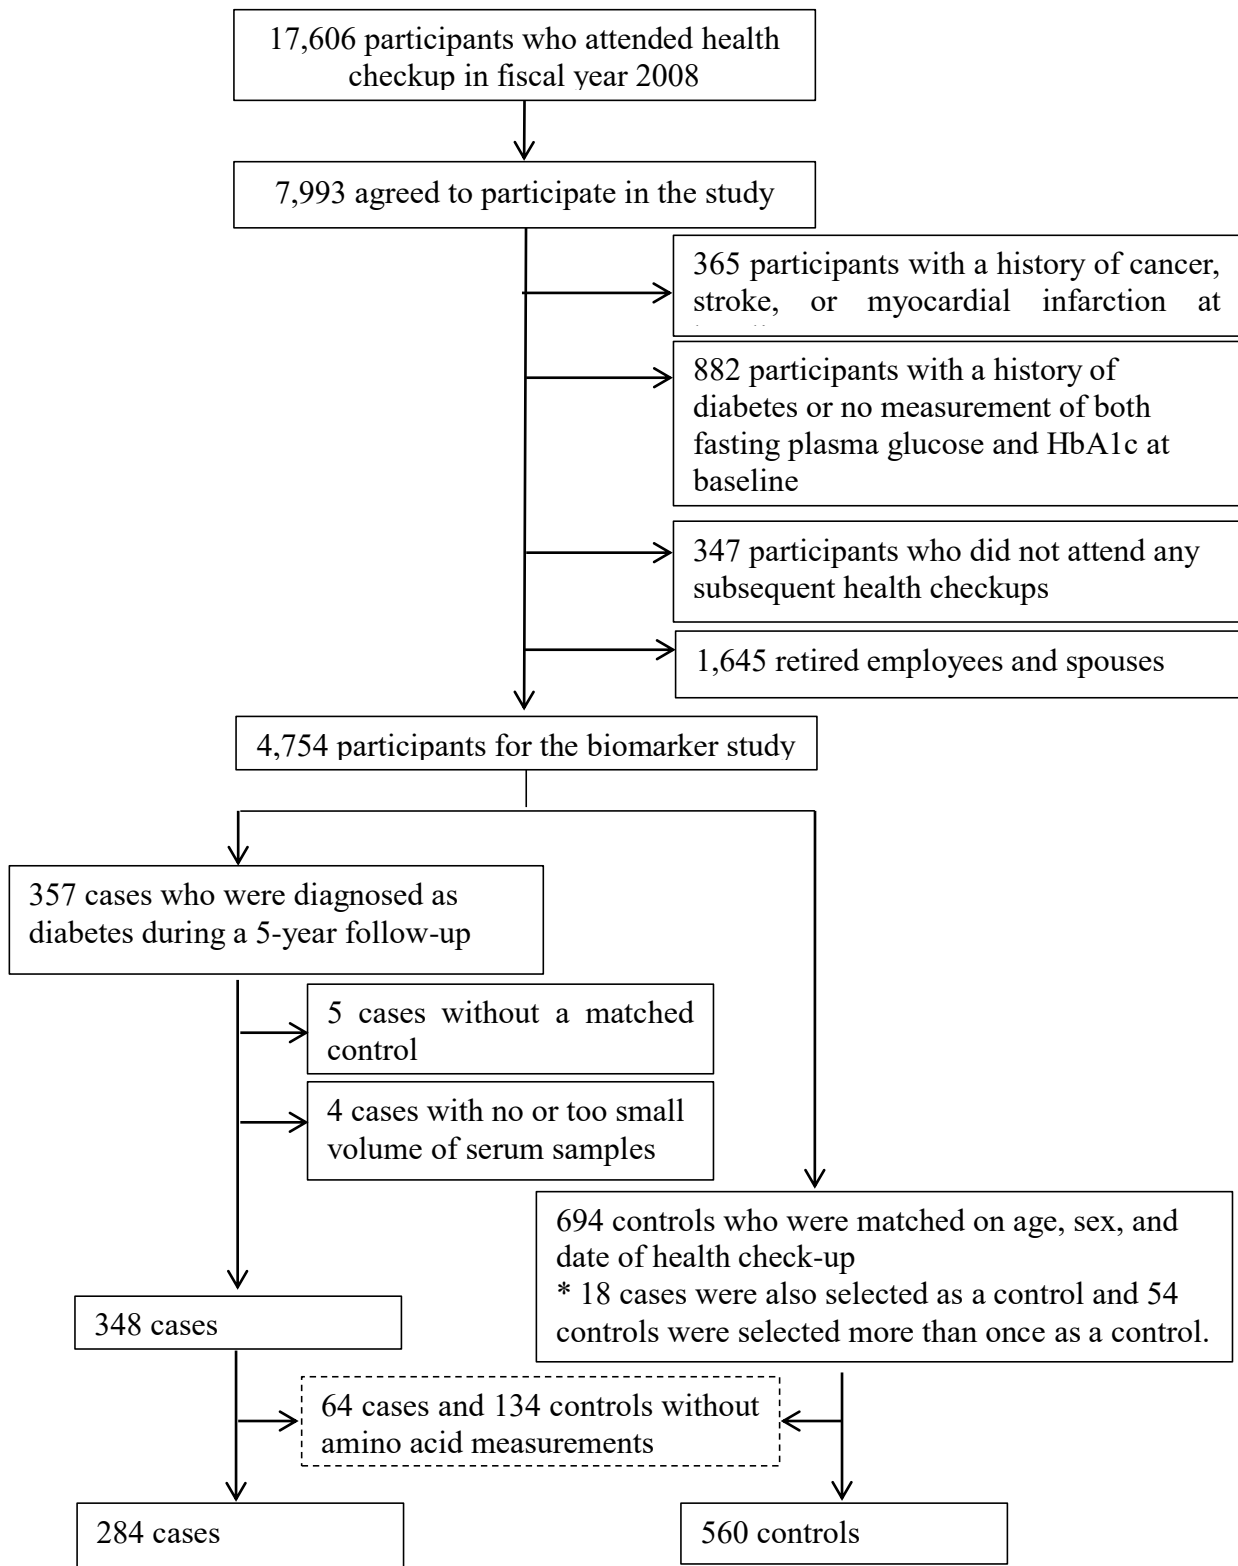 17,606 participants who attended health
checkup in fiscal year 2008
7,993 agreed to participate in the study
365 participants with a history of cancer,
stroke, or myocardial infarction at
882 participants with a history of
diabetes or no measurement of both
fasting plasma glucose and HbA1c at
baseline
347 participants who did not attend any
subsequent health checkups
1,645 retired employees and spouses
4,754 participants for the biomarker study
357 cases who were diagnosed as
diabetes during a 5-year follow-up
5 cases without a matched
control
4 cases with no or too small
volume of serum samples
694 controls who were matched on age, sex, and
date of health check-up
* 18 cases were also selected as a control and 54
controls were selected more than once as a control.
348 cases
64 cases and 134 controls without
amino acid measurements
284 cases
560 controls